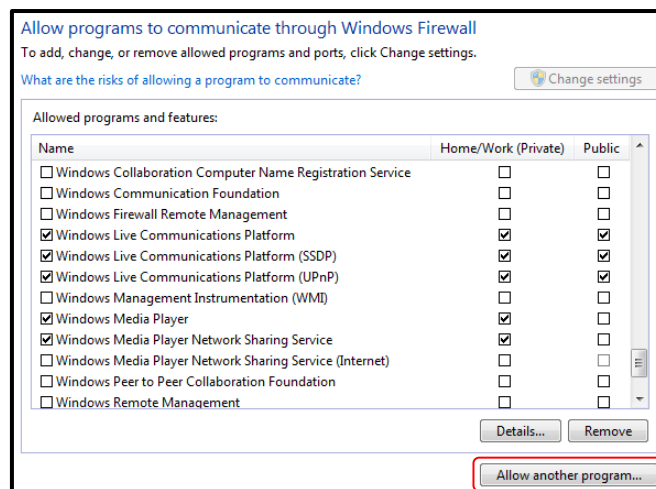 Allow programs to communicate through Windows Firewall
To add, change, or remove allowed programs and ports, click Change settings.
What are the risks of allowing a program to communicate?
Change settings
Allowed programs and features:
Name Home/Work (Private) Public
Windows Collaboration Computer Name Registration Service
Windows Communication Foundation
Windows Firewall Remote Management
Windows Live Communications Platform
Windows Live Communications Platform (SSDP)
Windows Live Communications Platform (UPnP)
Windows Management Instrumentation (WMI)
Windows Media Player
Windows Media Player Network Sharing Service
Windows Media Player Network Sharing Service (Internet)
Windows Peer to Peer Collaboration Foundation
Windows Remote Management
Details... Remove
Allow another program...